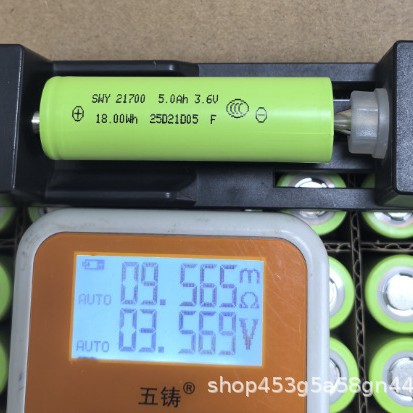 SWY 21700 5.0Ah 3.6V
⊕ 18.00Wh 25D21D05 F CCC ⊖
AUTO 09.565 mΩ
AUTO 03.569 V
五铸®
shop453g5a58gn44